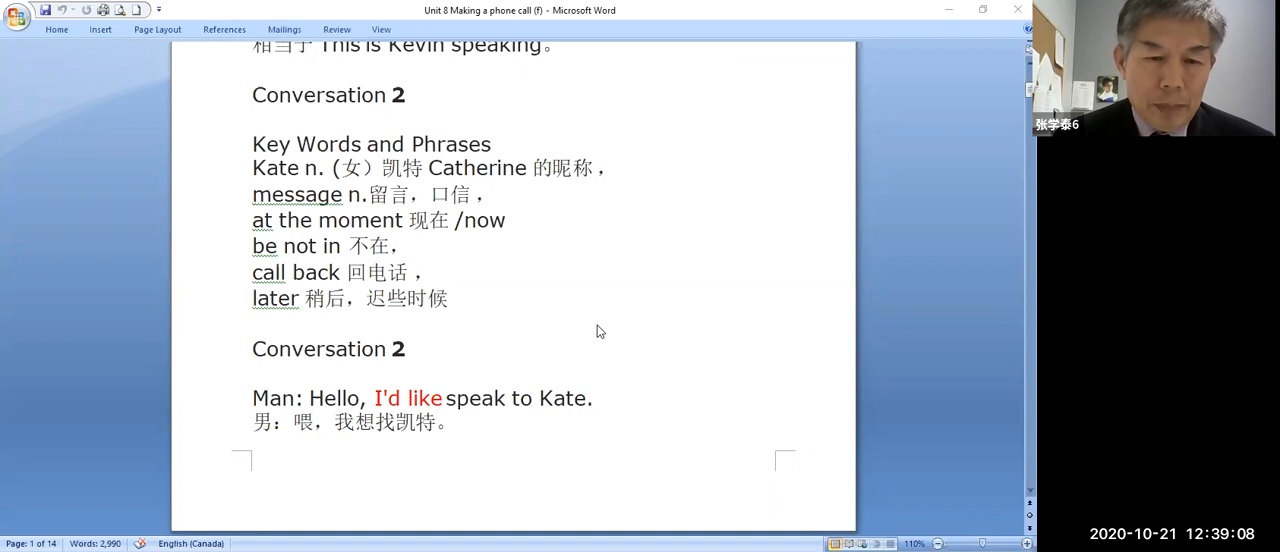 Unit 8 Making a phone call (f) - Microsoft Word
Home Insert Page Layout References Mailings Review View
相当于 This is Kevin speaking。
Conversation 2
Key Words and Phrases
Kate n. (女）凯特 Catherine 的昵称，
message n.留言，口信，
at the moment 现在 /now
be not in 不在，
call back 回电话，
later 稍后，迟些时候
Conversation 2
Man: Hello, I'd like speak to Kate.
男：喂，我想找凯特。
张学泰6
Page: 1 of 14 Words: 2,990 English (Canada) 110%
2020-10-21 12:39:08